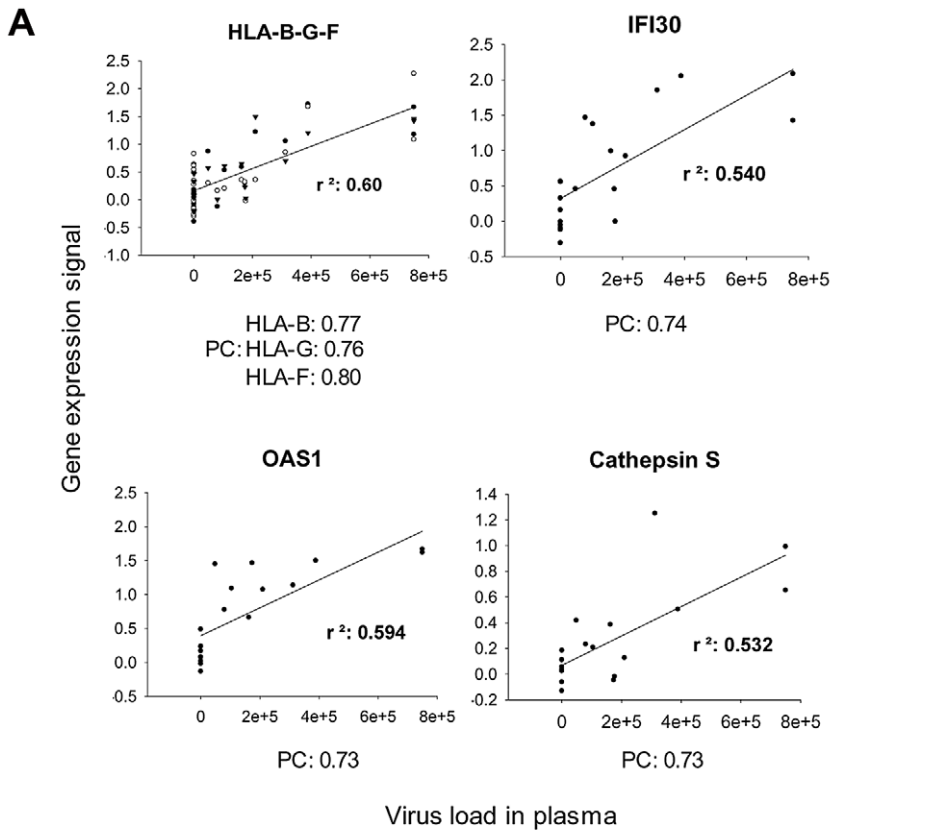 A
HLA-B-G-F
2.5
2.0
1.5
1.0
0.5
0.0
-0.5
-1.0
r ²: 0.60
0 2e+5 4e+5 6e+5 8e+5
HLA-B: 0.77
PC: HLA-G: 0.76
HLA-F: 0.80
IFI30
2.5
2.0
1.5
1.0
0.5
0.0
0.5
r ²: 0.540
0 2e+5 4e+5 6e+5 8e+5
PC: 0.74
Gene expression signal
OAS1
2.5
2.0
1.5
1.0
0.5
0.0
-0.5
r ²: 0.594
0 2e+5 4e+5 6e+5 8e+5
PC: 0.73
Cathepsin S
1.4
1.2
1.0
0.8
0.6
0.4
0.2
0.0
-0.2
r ²: 0.532
0 2e+5 4e+5 6e+5 8e+5
PC: 0.73
Virus load in plasma